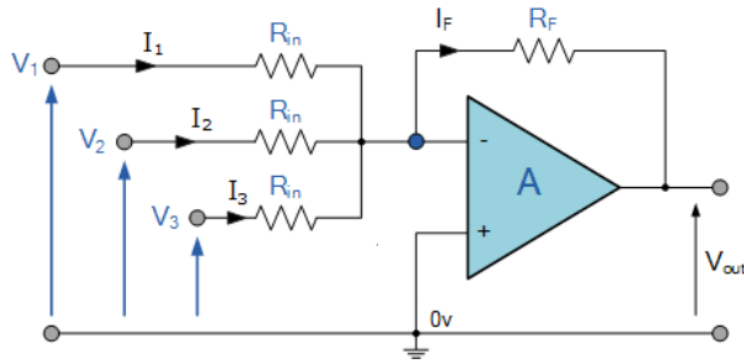 I₁
Rin
V₁
I₂
Rin
V₂
I₃
Rin
V₃
IF
RF
-
A
+
Vout
0v